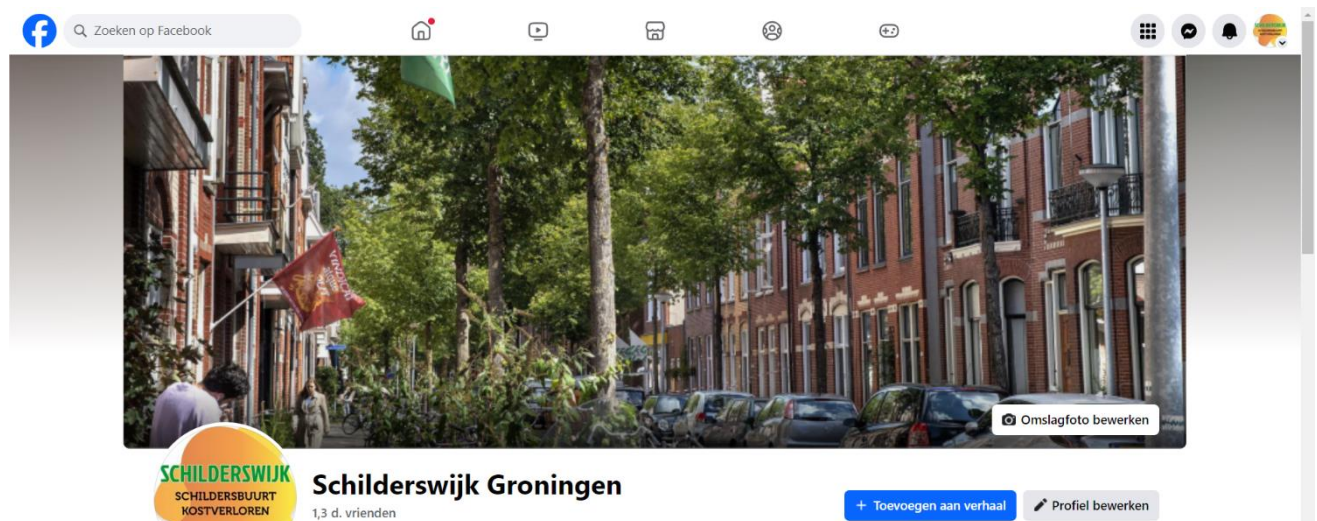 Zoeken op Facebook
Omslagfoto bewerken
SCHILDERSWIJK
SCHILDERSBUURT
KOSTVERLOREN
Schilderswijk Groningen
1,3 d. vrienden
+ Toevoegen aan verhaal
Profiel bewerken